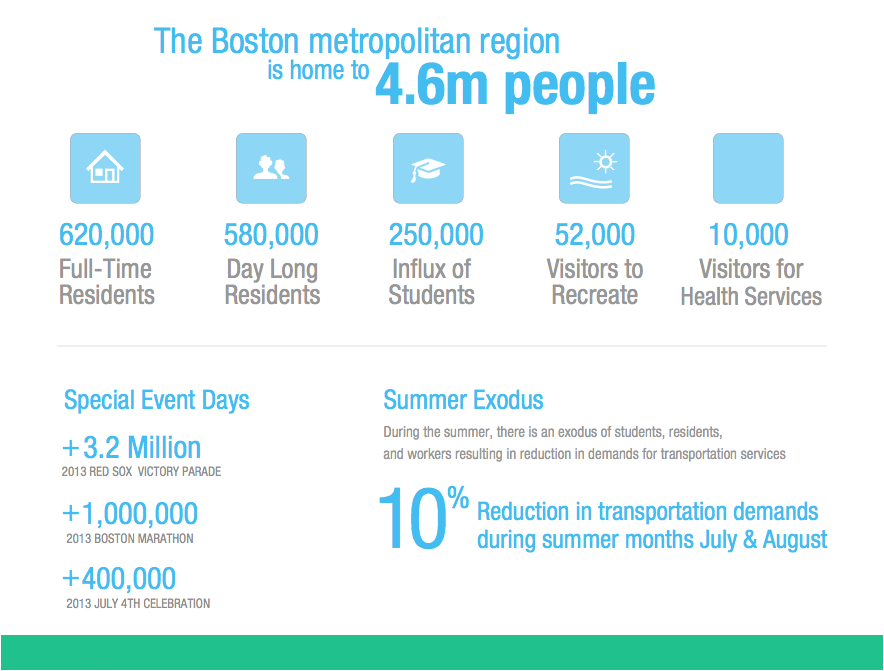 The Boston metropolitan region
is home to 4.6m people
620,000
Full-Time
Residents
580,000
Day Long
Residents
250,000
Influx of
Students
52,000
Visitors to
Recreate
10,000
Visitors for
Health Services
Special Event Days
+3.2 Million
2013 RED SOX VICTORY PARADE
+1,000,000
2013 BOSTON MARATHON
+400,000
2013 JULY 4TH CELEBRATION
Summer Exodus
During the summer, there is an exodus of students, residents,
and workers resulting in reduction in demands for transportation services
10%
Reduction in transportation demands
during summer months July & August